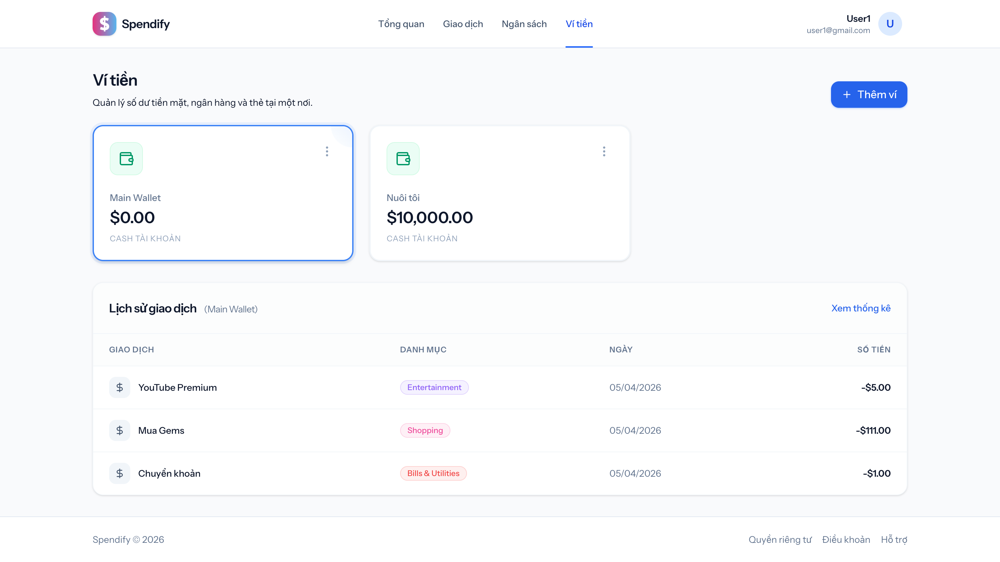 $ Spendify
Tổng quan Giao dịch Ngân sách Ví tiền
User1
user1@gmail.com
U
Ví tiền
Quản lý số dư tiền mặt, ngân hàng và thẻ tại một nơi.
+ Thêm ví
Main Wallet
$0.00
CASH TÀI KHOẢN
Nuôi tôi
$10,000.00
CASH TÀI KHOẢN
Lịch sử giao dịch (Main Wallet)
Xem thống kê
GIAO DỊCH DANH MỤC NGÀY SỐ TIỀN
$ YouTube Premium Entertainment 05/04/2026 -$5.00
$ Mua Gems Shopping 05/04/2026 -$111.00
$ Chuyển khoản Bills & Utilities 05/04/2026 -$1.00
Spendify © 2026
Quyền riêng tư Điều khoản Hỗ trợ